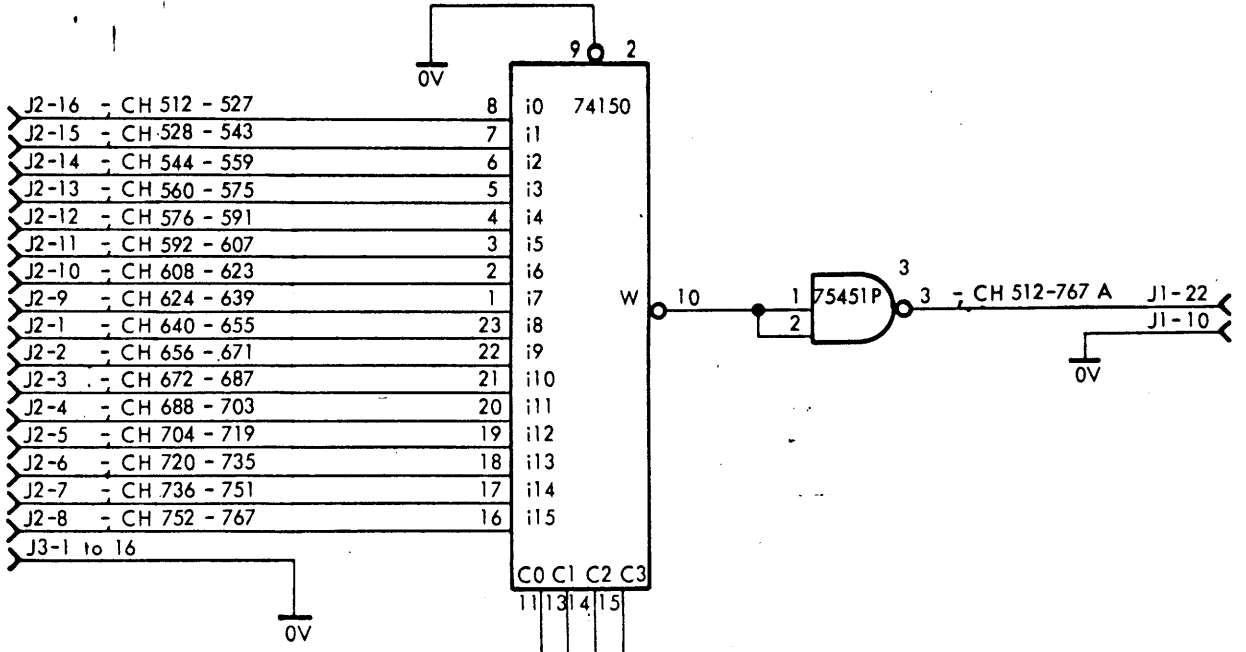 9 2
0V
J2-16 - CH 512 - 527 8 i0 74150
J2-15 - CH 528 - 543 7 i1
J2-14 - CH 544 - 559 6 i2
J2-13 - CH 560 - 575 5 i3
J2-12 - CH 576 - 591 4 i4
J2-11 - CH 592 - 607 3 i5
J2-10 - CH 608 - 623 2 i6
J2-9 - CH 624 - 639 1 i7 W 10 1 75451P 3 3 - CH 512-767 A J1-22
J2-1 - CH 640 - 655 23 i8 2 J1-10
J2-2 - CH 656 - 671 22 i9
J2-3 - CH 672 - 687 21 i10 0V
J2-4 - CH 688 - 703 20 i11
J2-5 - CH 704 - 719 19 i12
J2-6 - CH 720 - 735 18 i13
J2-7 - CH 736 - 751 17 i14
J2-8 - CH 752 - 767 16 i15
J3-1 to 16
C0 C1 C2 C3
11 13 14 15
0V